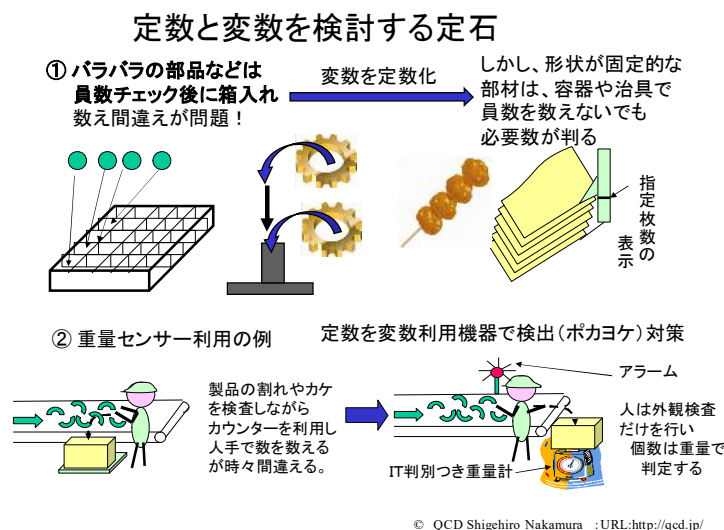 定数と変数を検討する定石
① バラバラの部品などは
員数チェック後に箱入れ
数え間違えが問題！
変数を定数化
しかし、形状が固定的な
部材は、容器や治具で
員数を数えないでも
必要数が判る
指定枚数の
表示
② 重量センサー利用の例
定数を変数利用機器で検出（ポカヨケ）対策
製品の割れやカケ
を検査しながら
カウンターを利用し
人手で数を数える
が時々間違える。
アラーム
人は外観検査
だけを行い
個数は重量で
判定する
IT判別つき重量計
© QCD Shigehiro Nakamura :URL:http://qcd.jp/